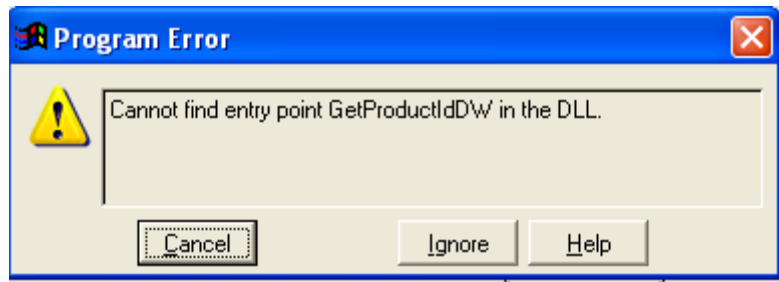 Program Error
Cannot find entry point GetProductIdDW in the DLL.
Cancel
Ignore
Help